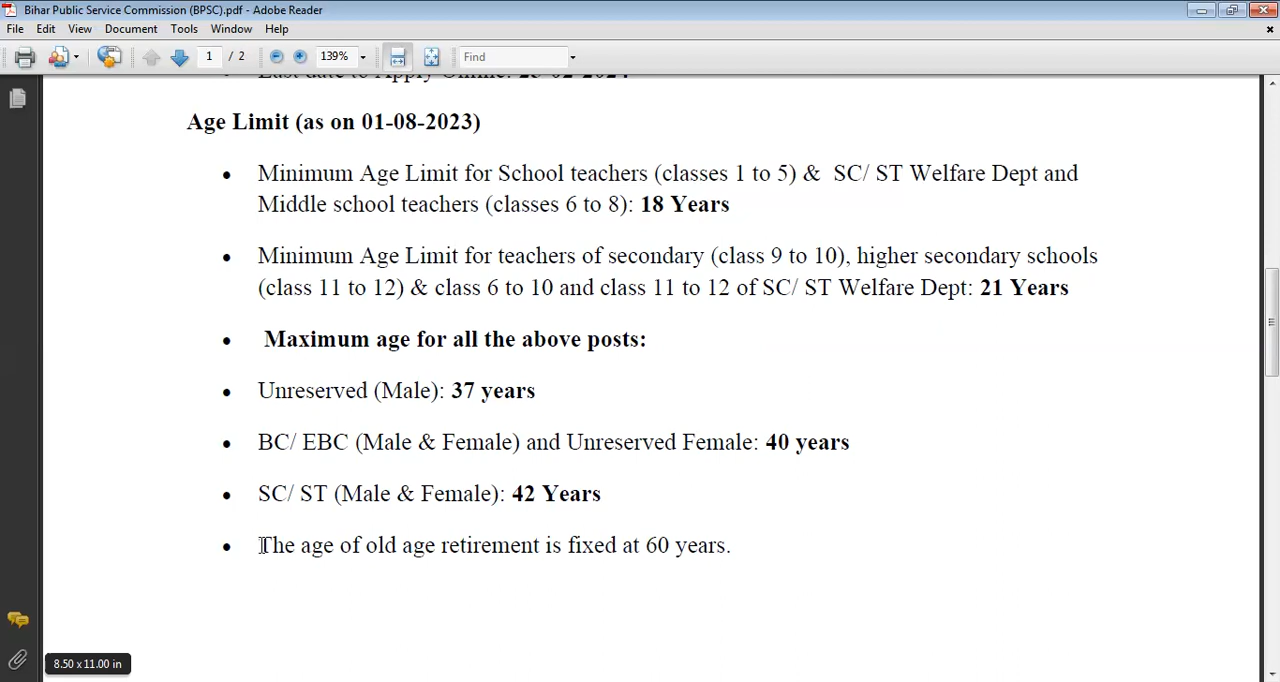 Bihar Public Service Commission (BPSC).pdf - Adobe Reader
File Edit View Document Tools Window Help
1 / 2 139% Find
Last date to Apply Online:
Age Limit (as on 01-08-2023)
• Minimum Age Limit for School teachers (classes 1 to 5) & SC/ ST Welfare Dept and
Middle school teachers (classes 6 to 8): 18 Years
• Minimum Age Limit for teachers of secondary (class 9 to 10), higher secondary schools
(class 11 to 12) & class 6 to 10 and class 11 to 12 of SC/ ST Welfare Dept: 21 Years
• Maximum age for all the above posts:
• Unreserved (Male): 37 years
• BC/ EBC (Male & Female) and Unreserved Female: 40 years
• SC/ ST (Male & Female): 42 Years
• The age of old age retirement is fixed at 60 years.
8.50 x 11.00 in